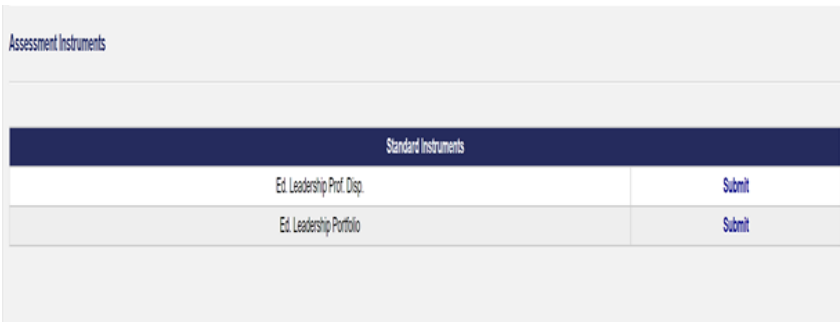 Assessment Instruments
Standard Instruments
Ed. Leadership Prof. Disp. Submit
Ed. Leadership Portfolio Submit